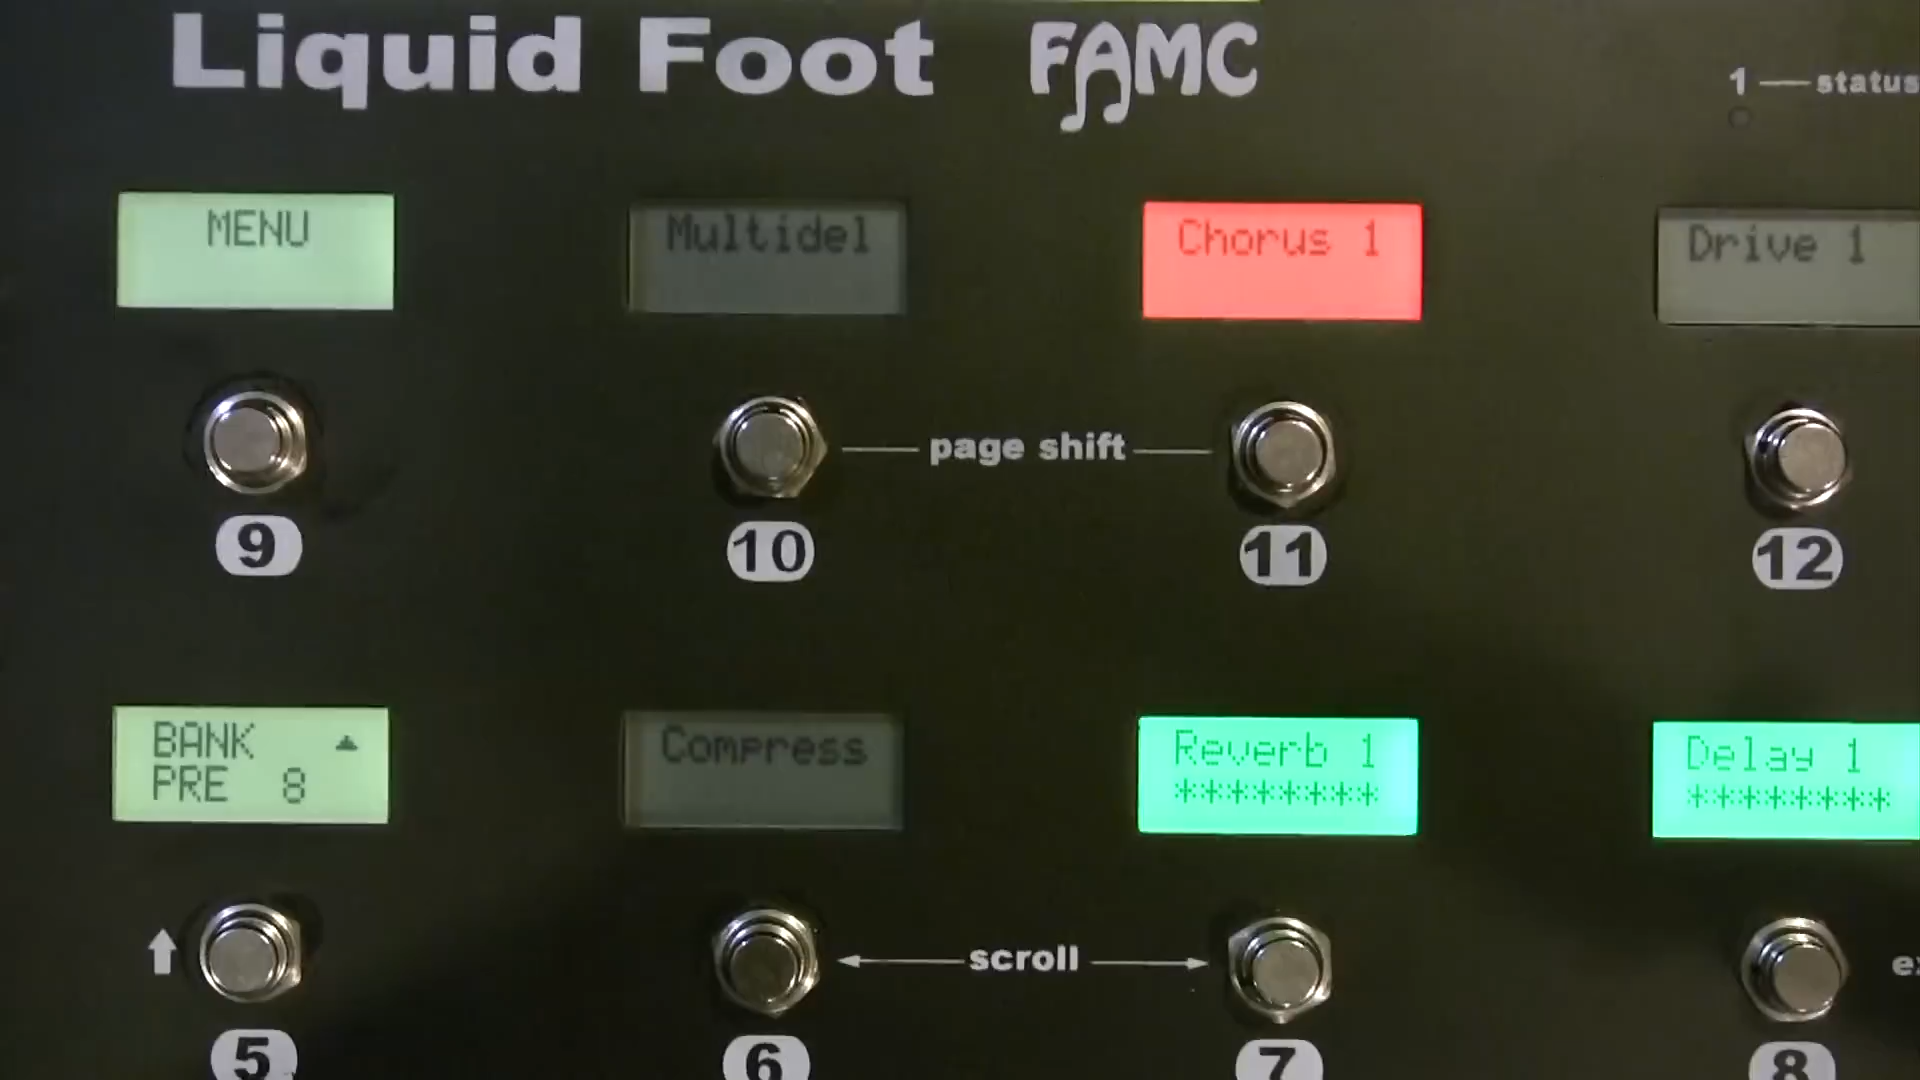 Liquid Foot FAMC
1 status
MENU
Multidel
Chorus 1
Drive 1
page shift
9
10
11
12
BANK
PRE 8
Compress
Reverb 1
********
Delay 1
********
scroll
5
6
7
8